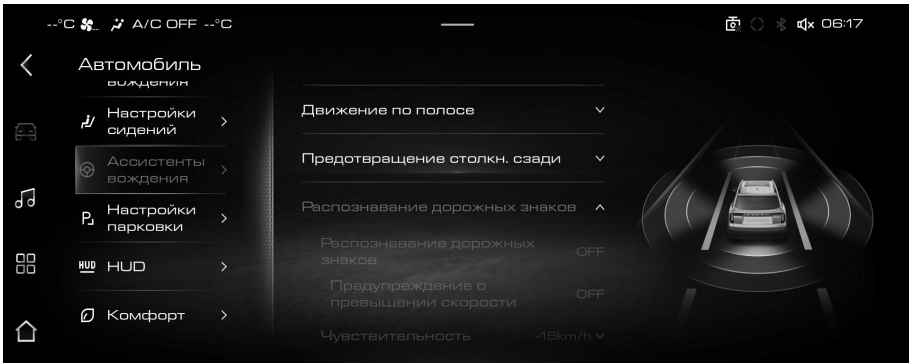 --°C A/C OFF --°C
06:17
Автомобиль
вождения
Настройки
сидений
Ассистенты
вождения
Настройки
парковки
HUD HUD
Комфорт
Движение по полосе
Предотвращение столкн. сзади
Распознавание дорожных знаков
Распознавание дорожных
знаков
OFF
Предупреждение о
превышении скорости
OFF
Чувствительность -15km/h